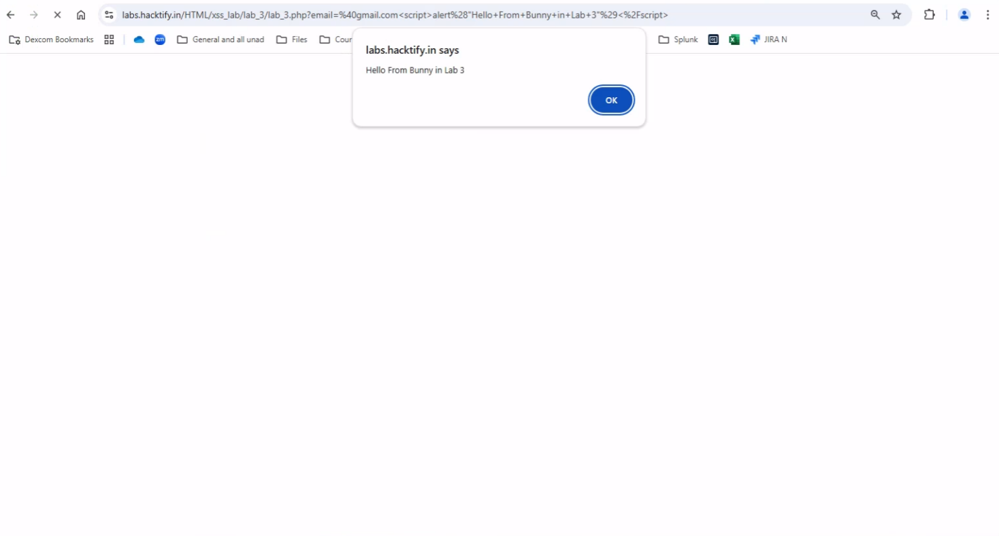 labs.hacktify.in/HTML/xss_lab/lab_3/lab_3.php?email=%40gmail.com<script>alert%28"Hello+From+Bunny+in+Lab+3"%29<%2Fscript>
Dexcom Bookmarks zm General and all unad Files Cour Splunk JIRA N
labs.hacktify.in says
Hello From Bunny in Lab 3
OK